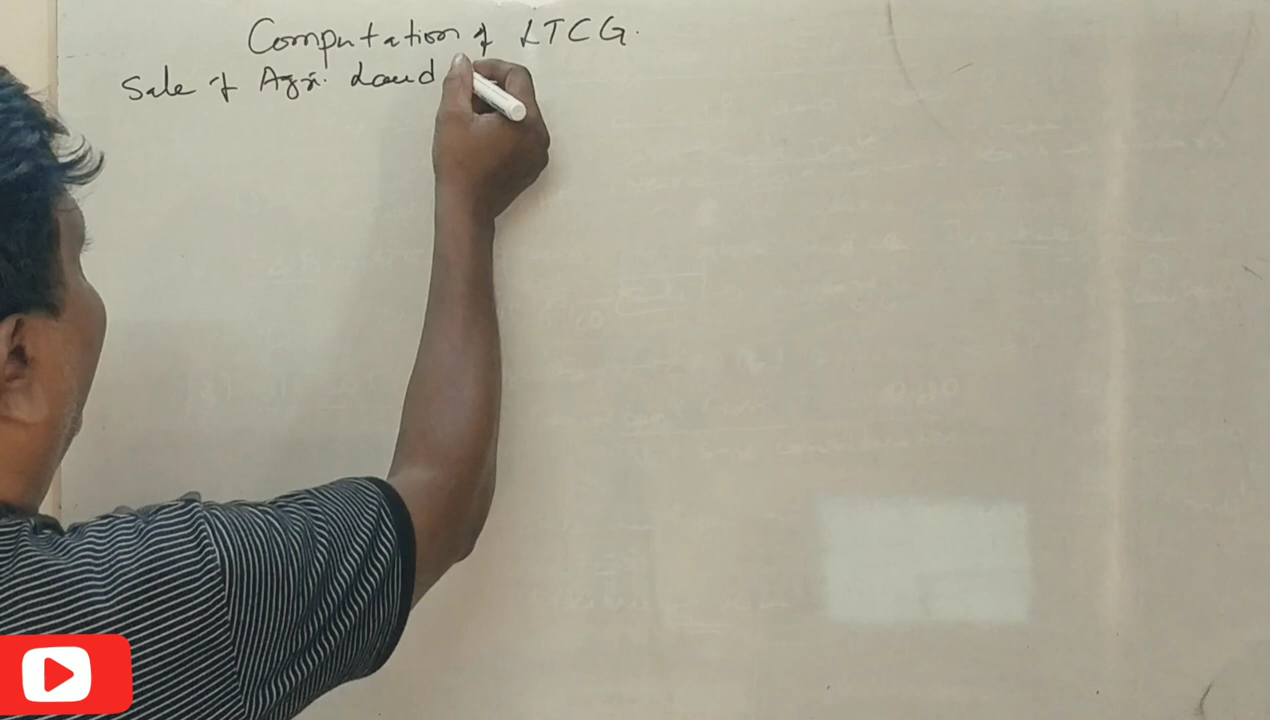 Computation of LTCG.
Sale of Agri. Land